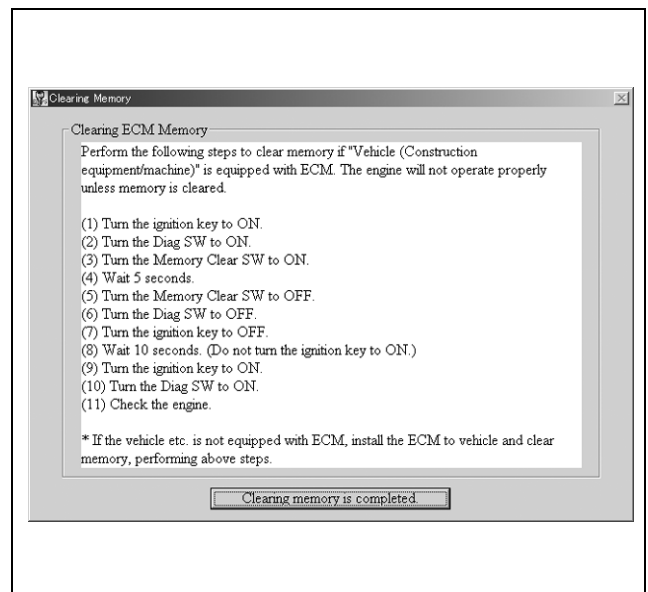 Clearing Memory
Clearing ECM Memory
Perform the following steps to clear memory if "Vehicle (Construction
equipment/machine)" is equipped with ECM. The engine will not operate properly
unless memory is cleared.
(1) Turn the ignition key to ON.
(2) Turn the Diag SW to ON.
(3) Turn the Memory Clear SW to ON.
(4) Wait 5 seconds.
(5) Turn the Memory Clear SW to OFF.
(6) Turn the Diag SW to OFF.
(7) Turn the ignition key to OFF.
(8) Wait 10 seconds. (Do not turn the ignition key to ON.)
(9) Turn the ignition key to ON.
(10) Turn the Diag SW to ON.
(11) Check the engine.
* If the vehicle etc. is not equipped with ECM, install the ECM to vehicle and clear
memory, performing above steps.
Clearing memory is completed.